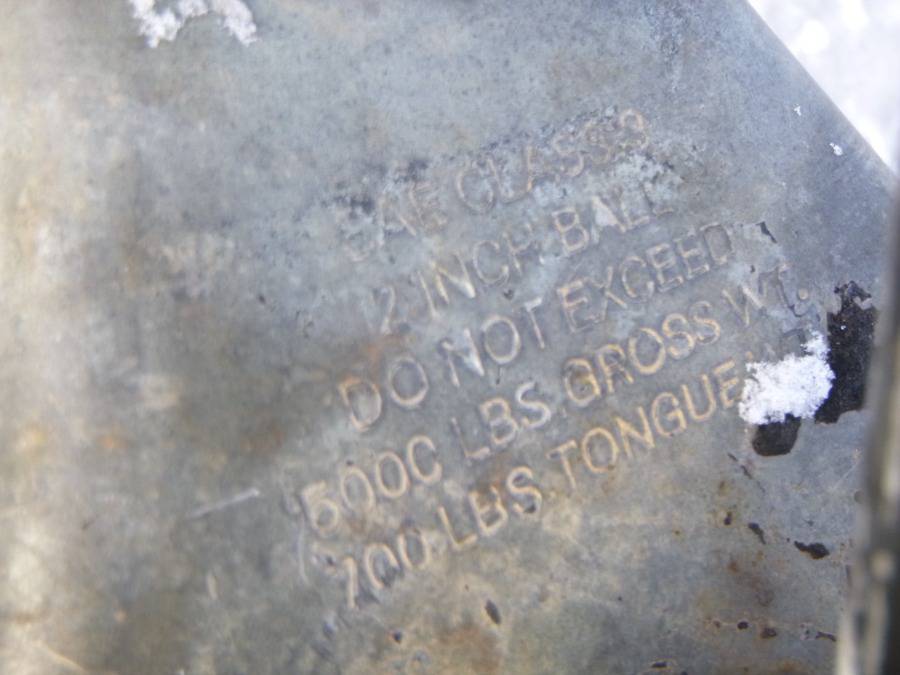 SAE CLASS 3
2 INCH BALL
DO NOT EXCEED
5000 LBS GROSS WT.
700 LBS TONGUE